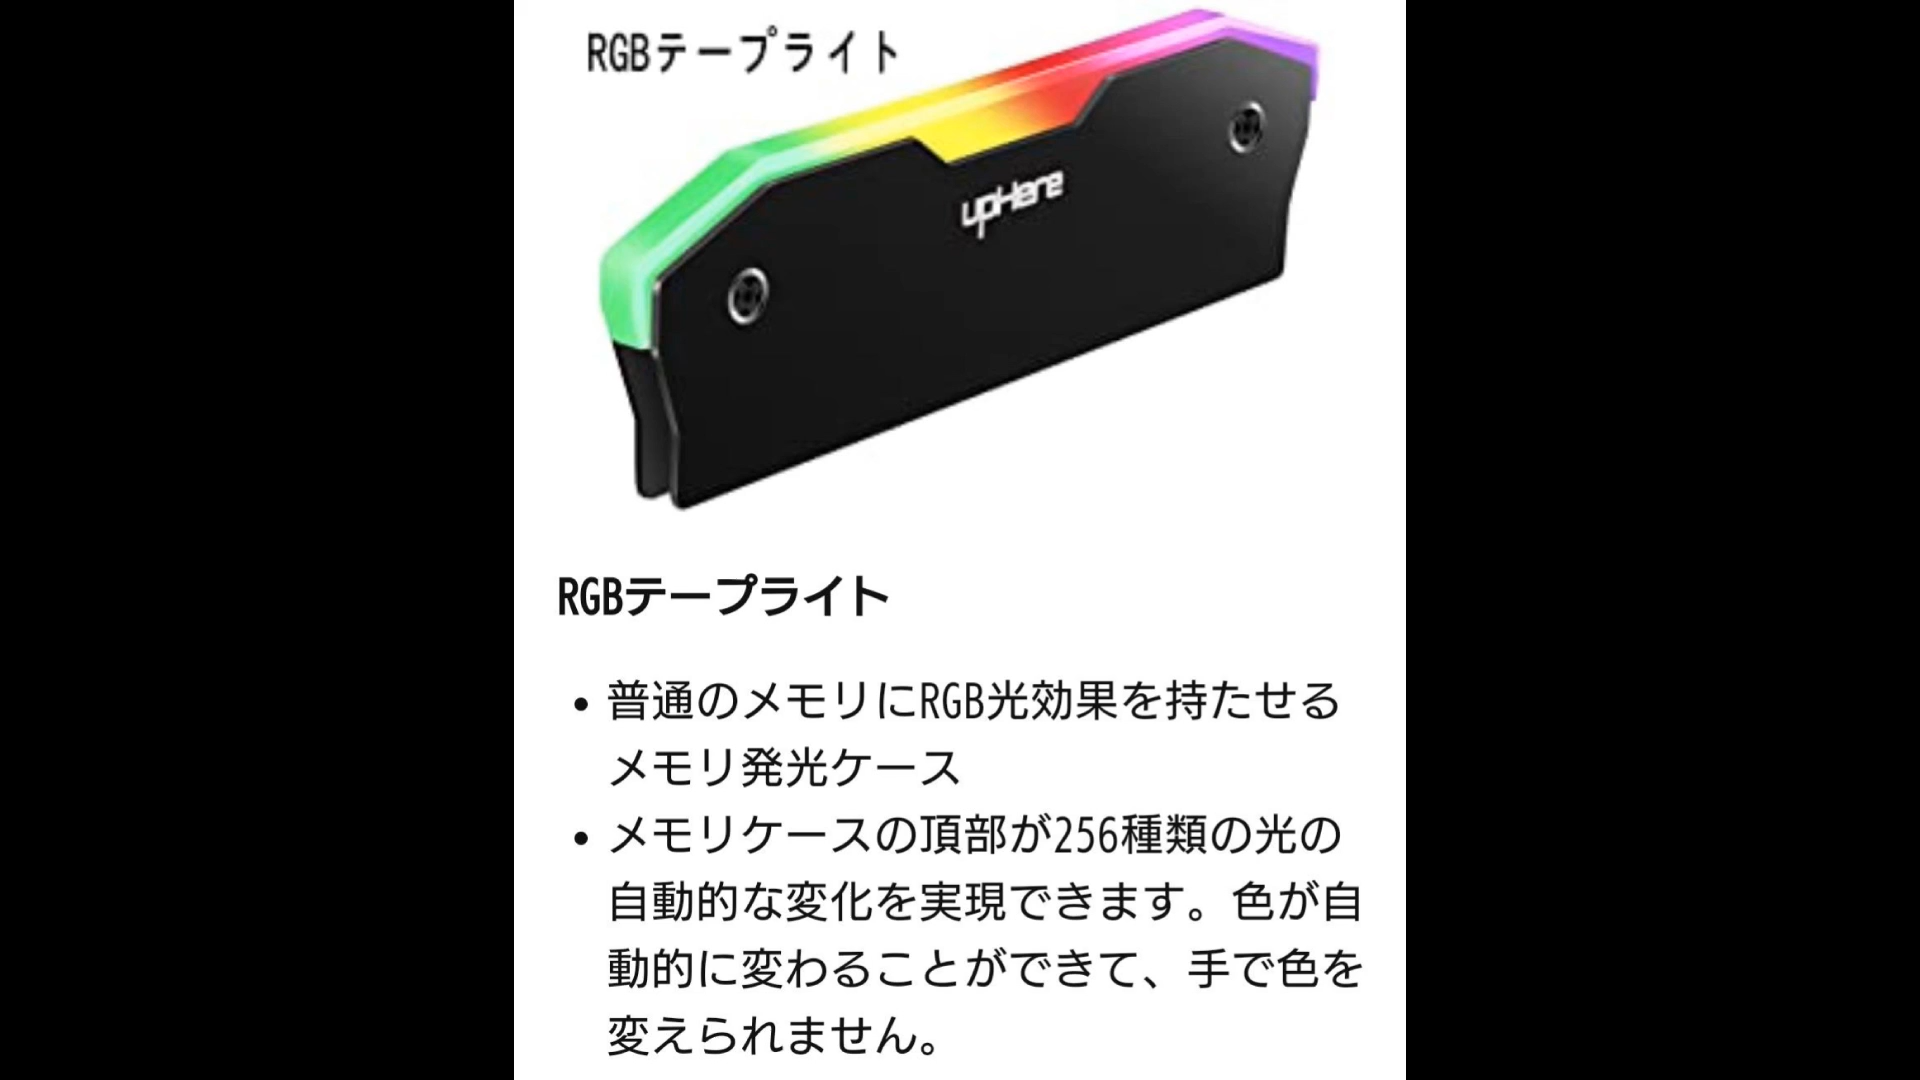 RGBテープライト
upHere
RGBテープライト
• 普通のメモリにRGB光効果を持たせる
メモリ発光ケース
• メモリケースの頂部が256種類の光の
自動的な変化を実現できます。色が自
動的に変わることができて、手で色を
変えられません。